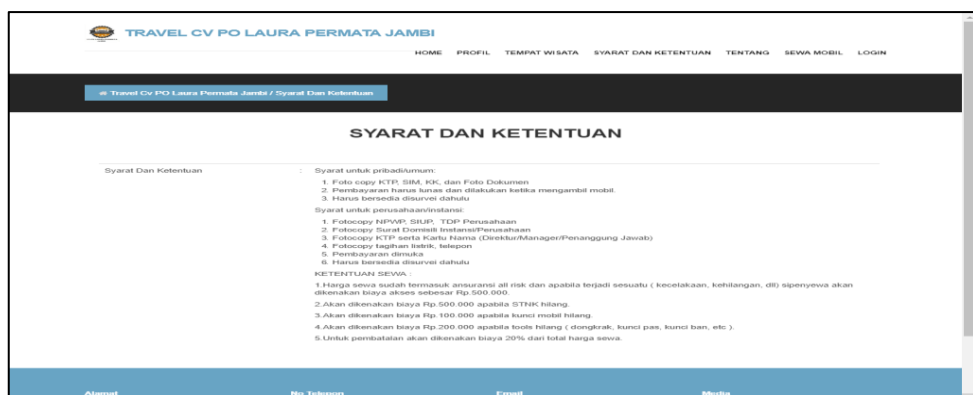 TRAVEL CV PO LAURA PERMATA JAMBI
HOME PROFIL TEMPAT WISATA SYARAT DAN KETENTUAN TENTANG SEWA MOBIL LOGIN
Travel Cv PO Laura Permata Jambi / Syarat Dan Ketentuan
SYARAT DAN KETENTUAN
Syarat Dan Ketentuan : Syarat untuk pribadi/umum:
1. Foto copy KTP, SIM, KK, dan Foto Dokumen
2. Pembayaran harus lunas dan dilakukan ketika mengambil mobil.
3. Harus bersedia disurvei dahulu
Syarat untuk perusahaan/instansi:
1. Fotocopy NPWP, SIUP, TDP Perusahaan
2. Fotocopy Surat Domisili Instansi/Perusahaan
3. Fotocopy KTP serta Kartu Nama (Direktur/Manager/Penanggung Jawab)
4. Fotocopy tagihan listrik, telepon
5. Pembayaran dimuka
6. Harus bersedia disurvei dahulu
KETENTUAN SEWA :
1.Harga sewa sudah termasuk ansuransi all risk dan apabila terjadi sesuatu ( kecelakaan, kehilangan, dll) sipenyewa akan
dikenakan biaya akses sebesar Rp.500.000.
2.Akan dikenakan biaya Rp.500.000 apabila STNK hilang.
3.Akan dikenakan biaya Rp.100.000 apabila kunci mobil hilang.
4.Akan dikenakan biaya Rp.200.000 apabila tools hilang ( dongkrak, kunci pas, kunci ban, etc ).
5.Untuk pembatalan akan dikenakan biaya 20% dari total harga sewa.
Alamat No Telepon Email Media